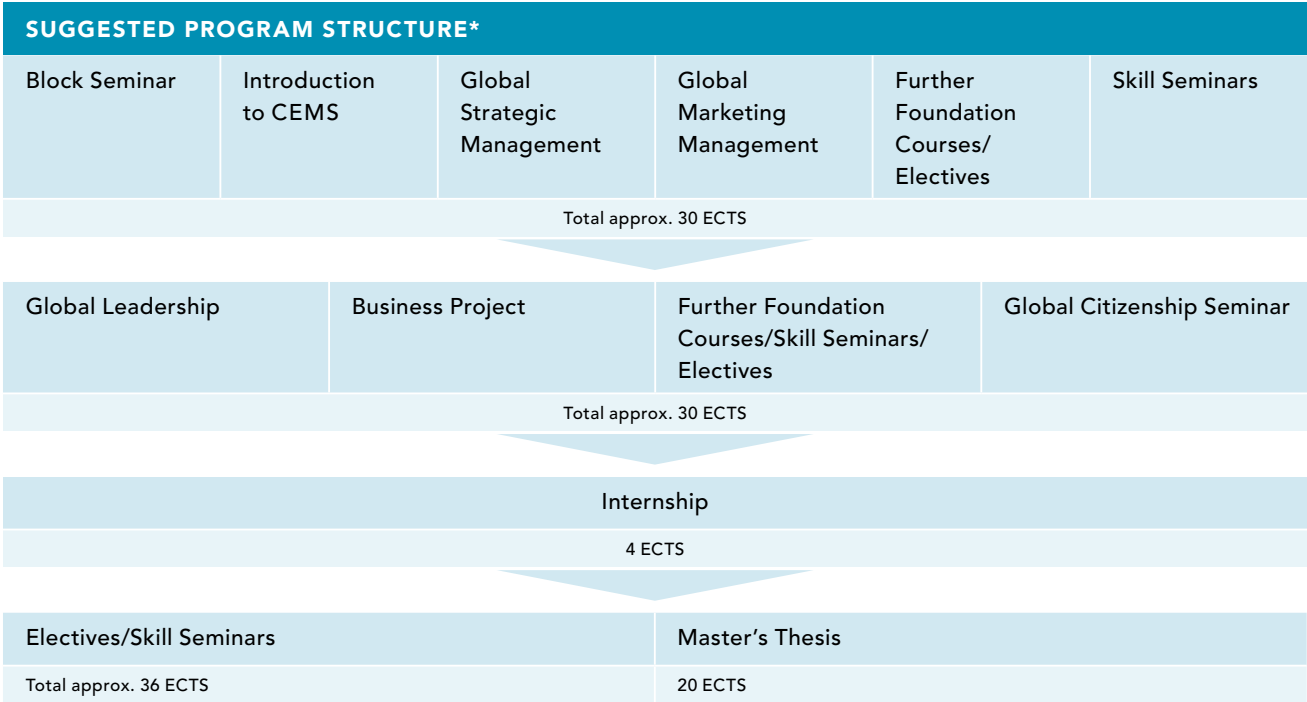 SUGGESTED PROGRAM STRUCTURE*
Block Seminar
Introduction
to CEMS
Global
Strategic
Management
Global
Marketing
Management
Further
Foundation
Courses/
Electives
Skill Seminars
Total approx. 30 ECTS
Global Leadership
Business Project
Further Foundation
Courses/Skill Seminars/
Electives
Global Citizenship Seminar
Total approx. 30 ECTS
Internship
4 ECTS
Electives/Skill Seminars
Master’s Thesis
Total approx. 36 ECTS
20 ECTS